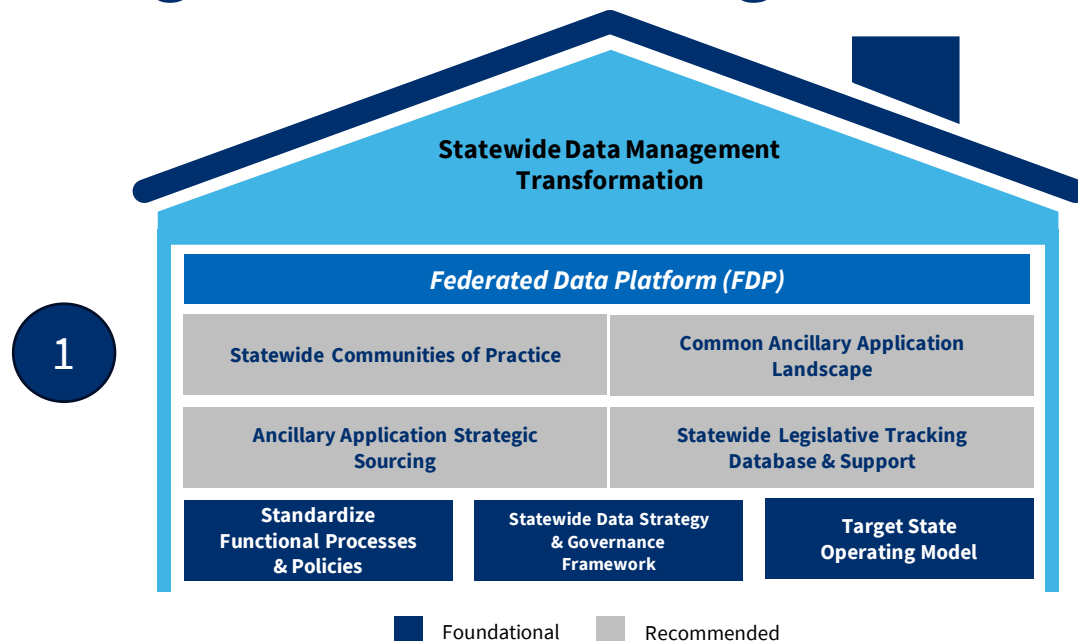 Statewide Data Management
Transformation
Federated Data Platform (FDP)
1
Statewide Communities of Practice
Common Ancillary Application
Landscape
Ancillary Application Strategic
Sourcing
Statewide Legislative Tracking
Database & Support
Standardize
Functional Processes
& Policies
Statewide Data Strategy
& Governance
Framework
Target State
Operating Model
Foundational
Recommended